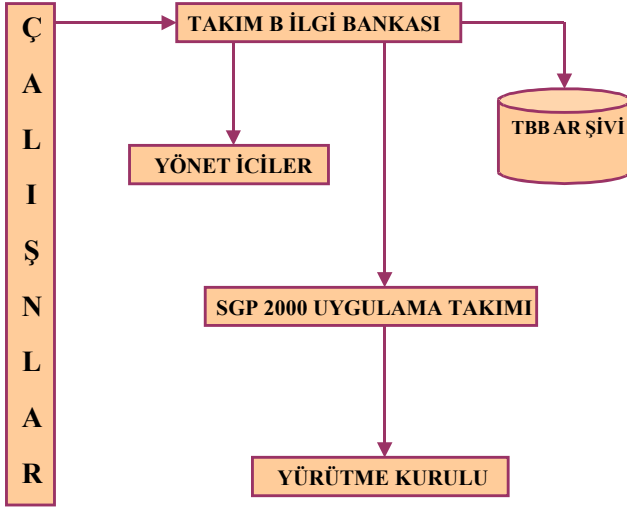 Ç
A
L
I
Ş
N
L
A
R
TAKIM B İLGİ BANKASI
TBB AR ŞİVİ
YÖNET İCİLER
SGP 2000 UYGULAMA TAKIMI
YÜRÜTME KURULU